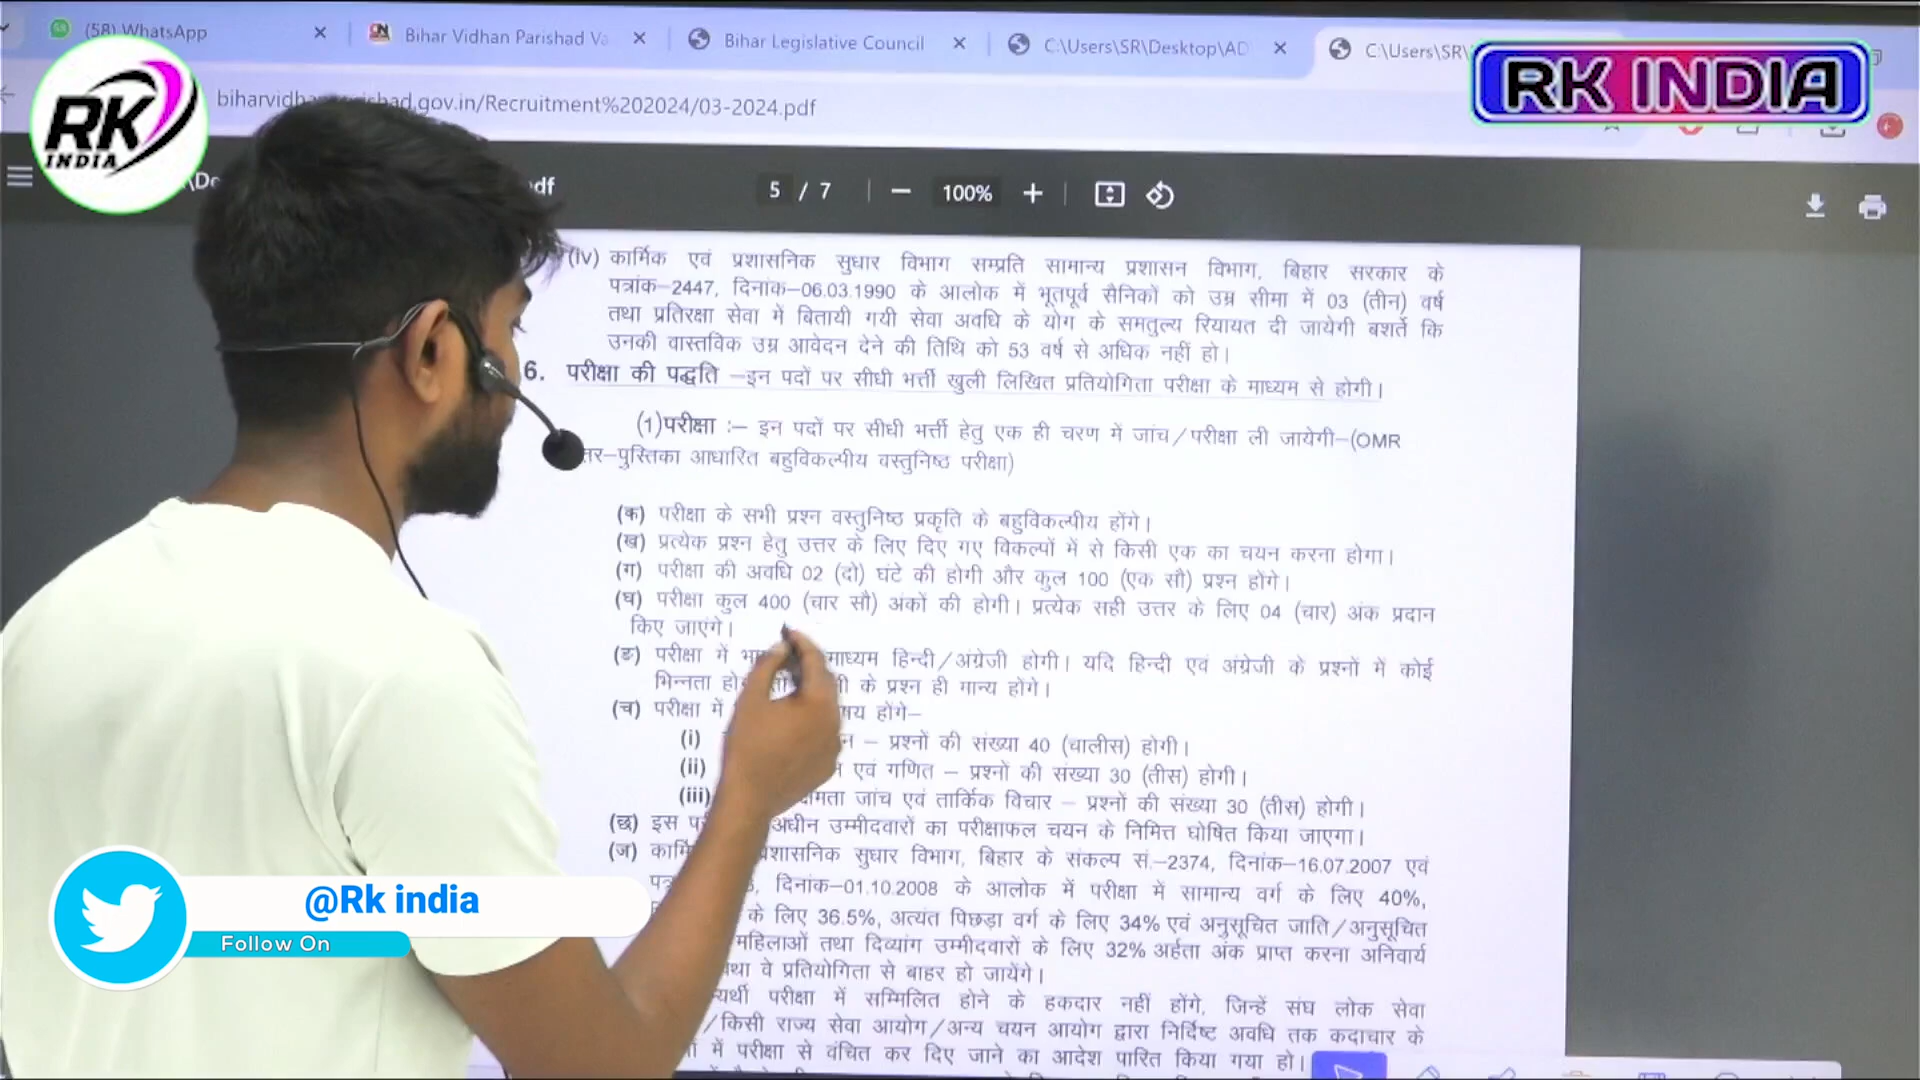 (58) WhatsApp
Bihar Vidhan Parishad Va
Bihar Legislative Council
C:\Users\SR\Desktop\AD
C:\Users\SR\
RK INDIA
RK
INDIA
gov.in/Recruitment%202024/03-2024.pdf
5 / 7
100%
(iv) कार्मिक एवं प्रशासनिक सुधार विभाग सम्प्रति सामान्य प्रशासन विभाग, बिहार सरकार के
पत्रांक–2447, दिनांक–06.03.1990 के आलोक में भूतपूर्व सैनिकों को उम्र सीमा में 03 (तीन) वर्ष
तथा प्रतिरक्षा सेवा में बितायी गयी सेवा अवधि के योग के समतुल्य रियायत दी जायेगी बशर्ते कि
उनकी वास्तविक उम्र आवेदन देने की तिथि को 53 वर्ष से अधिक नहीं हो।
6. परीक्षा की पद्धति –इन पदों पर सीधी भर्त्ती खुली लिखित प्रतियोगिता परीक्षा के माध्यम से होगी।
(1)परीक्षा :– इन पदों पर सीधी भर्त्ती हेतु एक ही चरण में जांच/परीक्षा ली जायेगी–(OMR
त्तर–पुस्तिका आधारित बहुविकल्पीय वस्तुनिष्ठ परीक्षा)
(क) परीक्षा के सभी प्रश्न वस्तुनिष्ठ प्रकृति के बहुविकल्पीय होंगे।
(ख) प्रत्येक प्रश्न हेतु उत्तर के लिए दिए गए विकल्पों में से किसी एक का चयन करना होगा।
(ग) परीक्षा की अवधि 02 (दो) घंटे की होगी और कुल 100 (एक सौ) प्रश्न होंगे।
(घ) परीक्षा कुल 400 (चार सौ) अंकों की होगी। प्रत्येक सही उत्तर के लिए 04 (चार) अंक प्रदान
किए जाएंगे।
(ङ) परीक्षा में माध्यम हिन्दी/अंग्रेजी होगी। यदि हिन्दी एवं अंग्रेजी के प्रश्नों में कोई
भिन्नता के प्रश्न ही मान्य होंगे।
(च) परीक्षा में होंगे–
(i) – प्रश्नों की संख्या 40 (चालीस) होगी।
(ii) एवं गणित – प्रश्नों की संख्या 30 (तीस) होगी।
(iii) जांच एवं तार्किक विचार – प्रश्नों की संख्या 30 (तीस) होगी।
(छ) इस अधीन उम्मीदवारों का परीक्षाफल चयन के निमित्त घोषित किया जाएगा।
(ज) प्रशासनिक सुधार विभाग, बिहार के संकल्प सं.–2374, दिनांक–16.07.2007 एवं
दिनांक–01.10.2008 के आलोक में परीक्षा में सामान्य वर्ग के लिए 40%,
के लिए 36.5%, अत्यंत पिछड़ा वर्ग के लिए 34% एवं अनुसूचित जाति/अनुसूचित
महिलाओं तथा दिव्यांग उम्मीदवारों के लिए 32% अर्हता अंक प्राप्त करना अनिवार्य
वे प्रतियोगिता से बाहर हो जायेंगे।
परीक्षा में सम्मिलित होने के हकदार नहीं होंगे, जिन्हें संघ लोक सेवा
/किसी राज्य सेवा आयोग/अन्य चयन आयोग द्वारा निर्दिष्ट अवधि तक कदाचार के
में परीक्षा से वंचित कर दिए जाने का आदेश पारित किया गया हो।
@Rk india
Follow On